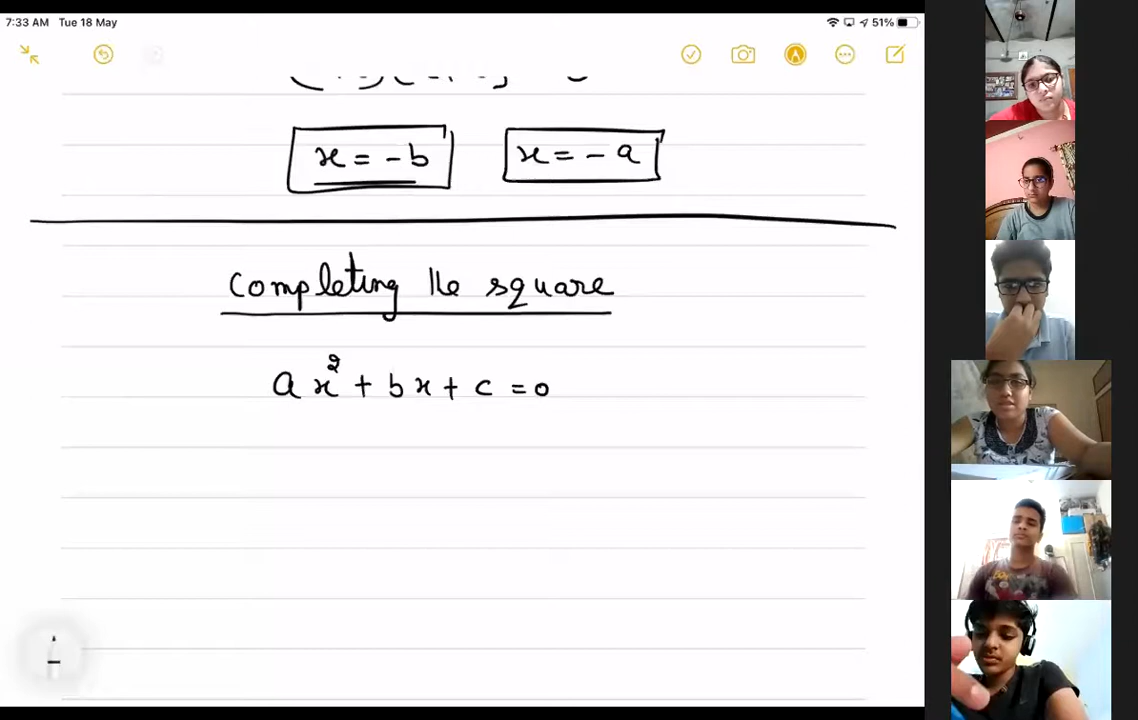 7:33 AM Tue 18 May 51%
x = -b x = -a
Completing the square
ax² + bx + c = 0